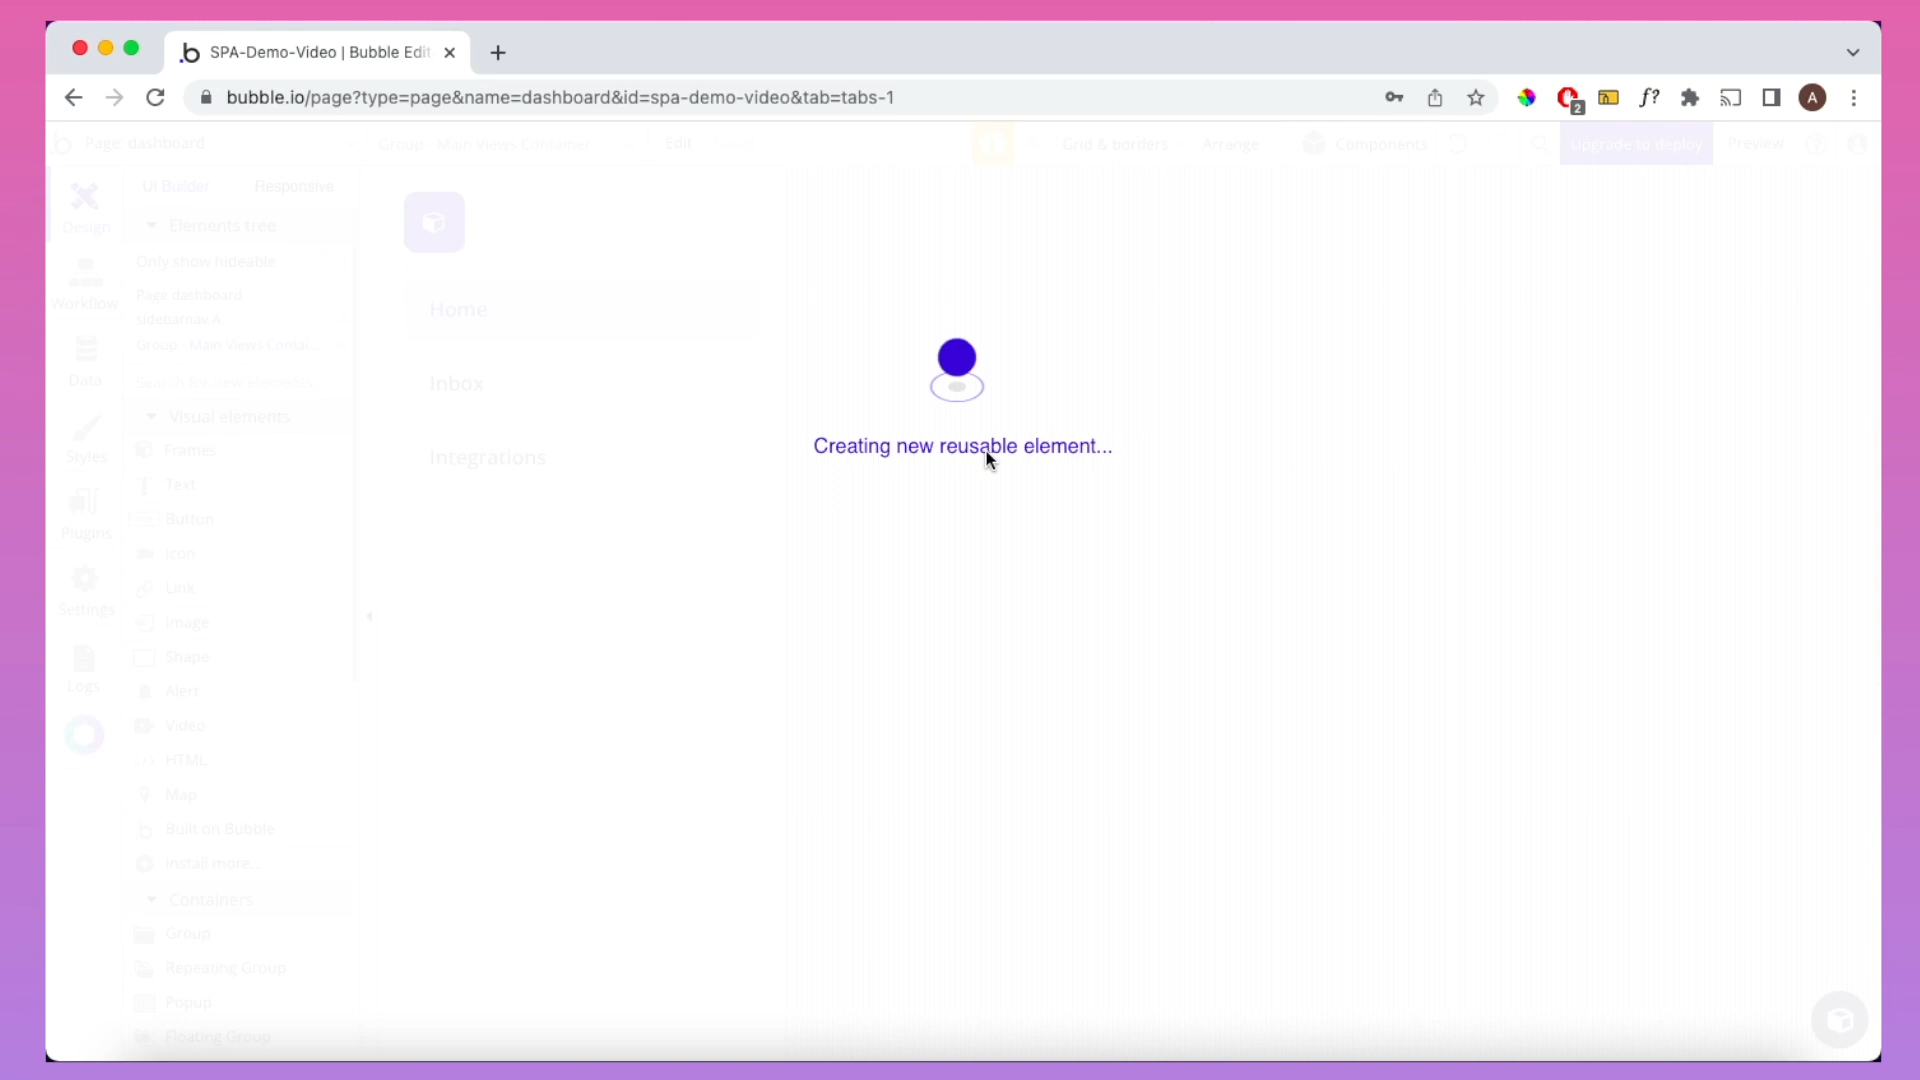 SPA-Demo-Video | Bubble Edit
bubble.io/page?type=page&name=dashboard&id=spa-demo-video&tab=tabs-1
2
f?
A
Page: dashboard
Group - Main Views Container
Edit
Grid & borders
Arrange
Components
Upgrade to deploy
Preview
UI Builder
Responsive
Design
Elements tree
Only show hideable
Page dashboard
sidebarnav A
Group - Main Views Contai...
Search for new elements...
Workflow
Data
Styles
Plugins
Settings
Logs
Visual elements
Frames
Text
Button
Icon
Link
Image
Shape
Alert
Video
HTML
Map
Built on Bubble
Install more...
Containers
Group
Repeating Group
Popup
Floating Group
Home
Inbox
Integrations
Creating new reusable element...